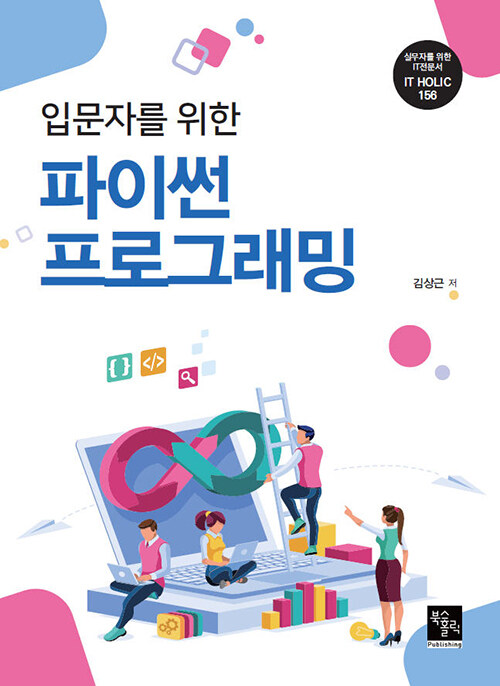 실무자를 위한
IT전문서
IT HOLIC
156
입문자를 위한
파이썬
프로그래밍
김상근 저
{ }
</>
북스
홀릭
Publishing